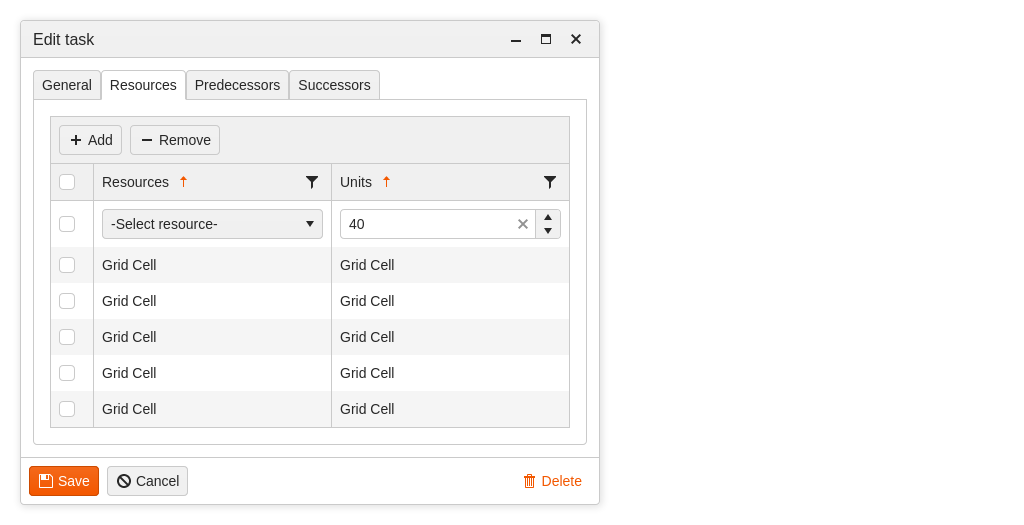 Edit task
General Resources Predecessors Successors
Add Remove
Resources Units
-Select resource- 40
Grid Cell Grid Cell
Grid Cell Grid Cell
Grid Cell Grid Cell
Grid Cell Grid Cell
Grid Cell Grid Cell
Save Cancel Delete